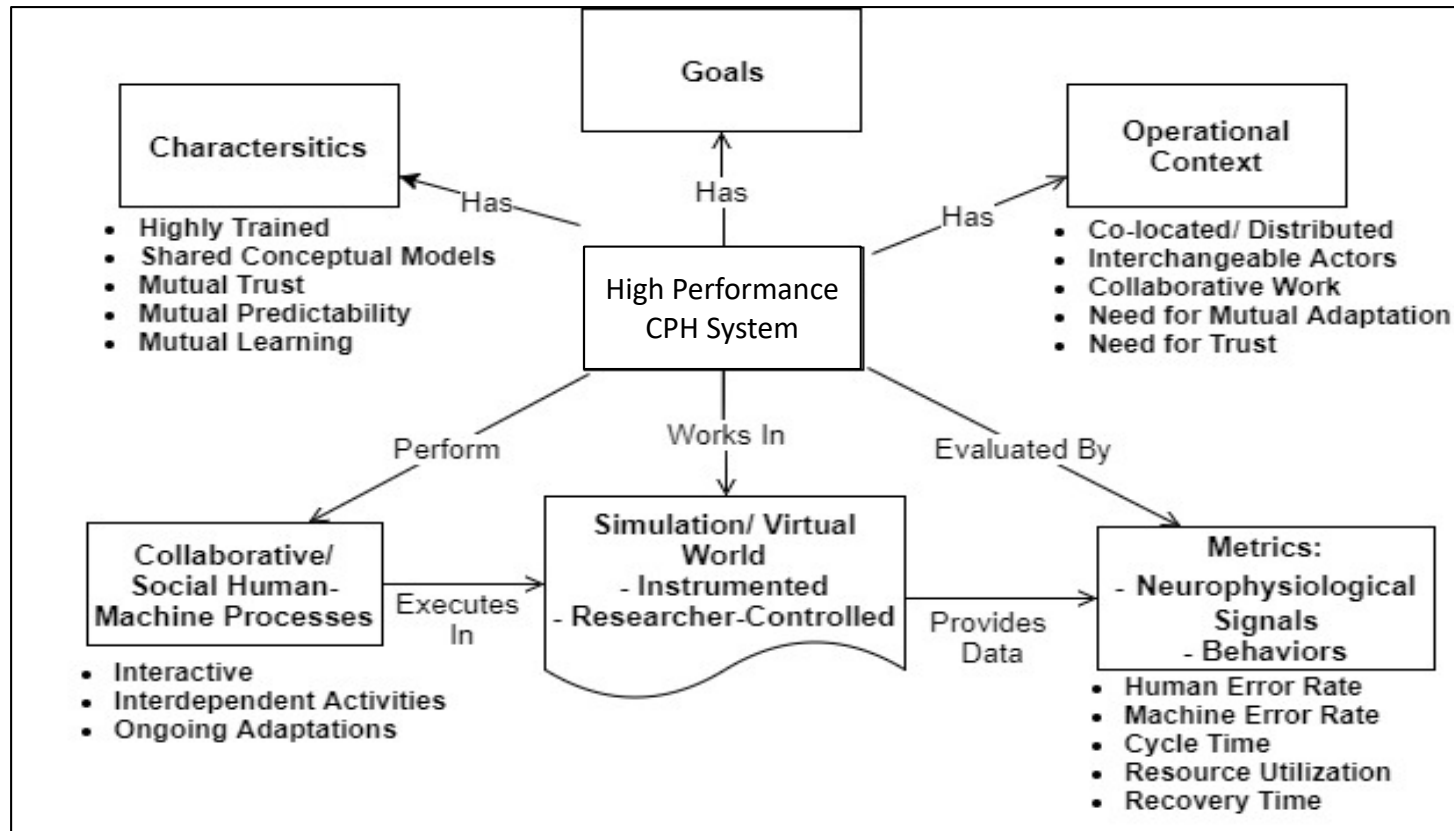 Goals
Charactersitics
Operational
Context
Has
Has
Has
• Highly Trained
• Shared Conceptual Models
• Mutual Trust
• Mutual Predictability
• Mutual Learning
• Co-located/ Distributed
• Interchangeable Actors
• Collaborative Work
• Need for Mutual Adaptation
• Need for Trust
High Performance
CPH System
Perform
Works In
Evaluated By
Collaborative/
Social Human-
Machine Processes
Executes
In
Simulation/ Virtual
World
- Instrumented
- Researcher-Controlled
Provides
Data
Metrics:
- Neurophysiological
Signals
- Behaviors
• Interactive
• Interdependent Activities
• Ongoing Adaptations
• Human Error Rate
• Machine Error Rate
• Cycle Time
• Resource Utilization
• Recovery Time